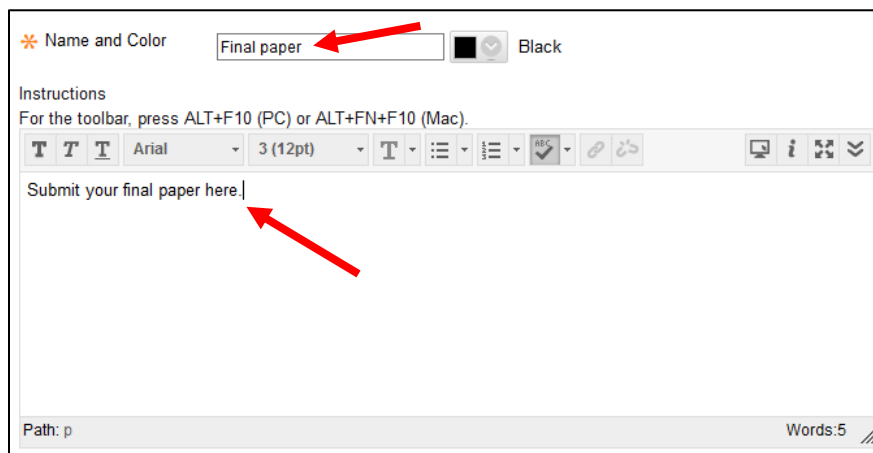 Name and Color Final paper Black
Instructions
For the toolbar, press ALT+F10 (PC) or ALT+FN+F10 (Mac).
T T T Arial 3 (12pt) T ABC i
Submit your final paper here.
Path: p Words:5